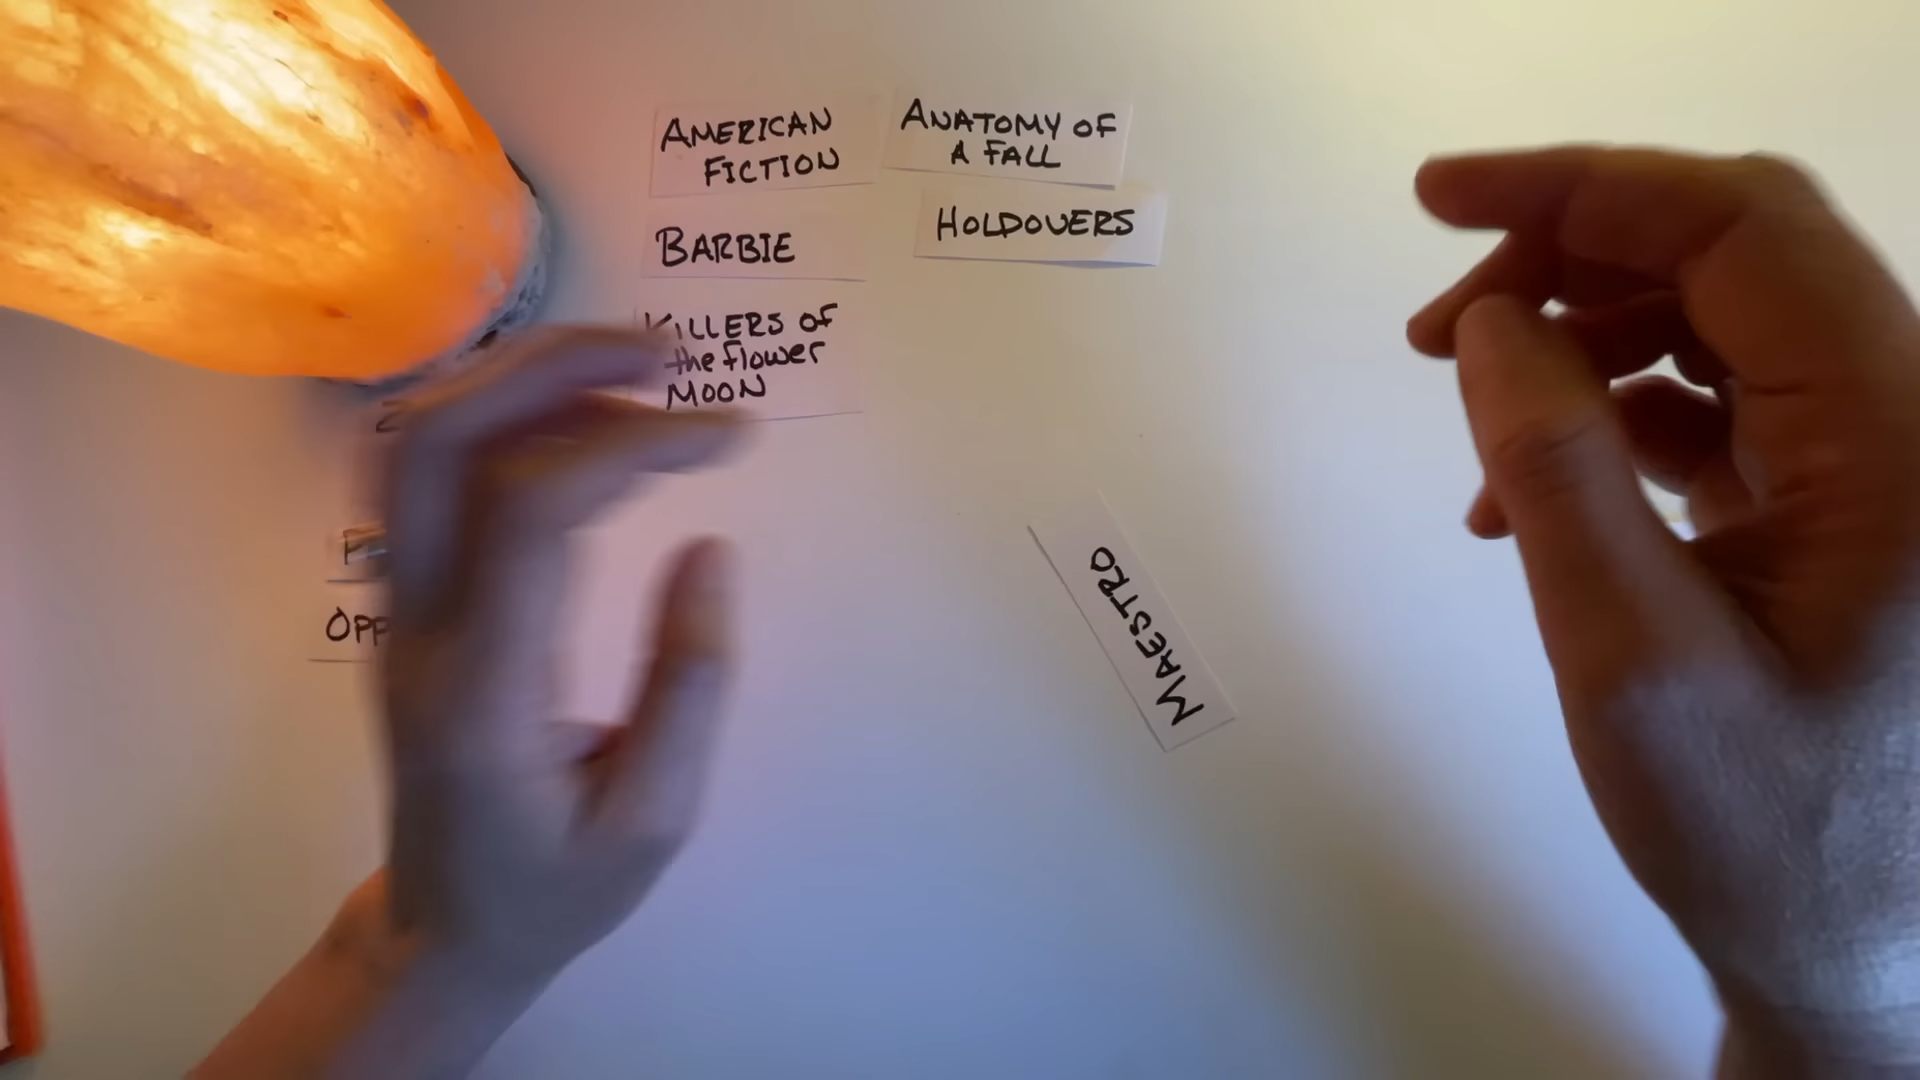 AMERICAN
FICTION
ANATOMY OF
A FALL
BARBIE
HOLDOVERS
KILLERS OF
the flower
MOON
MAESTRO